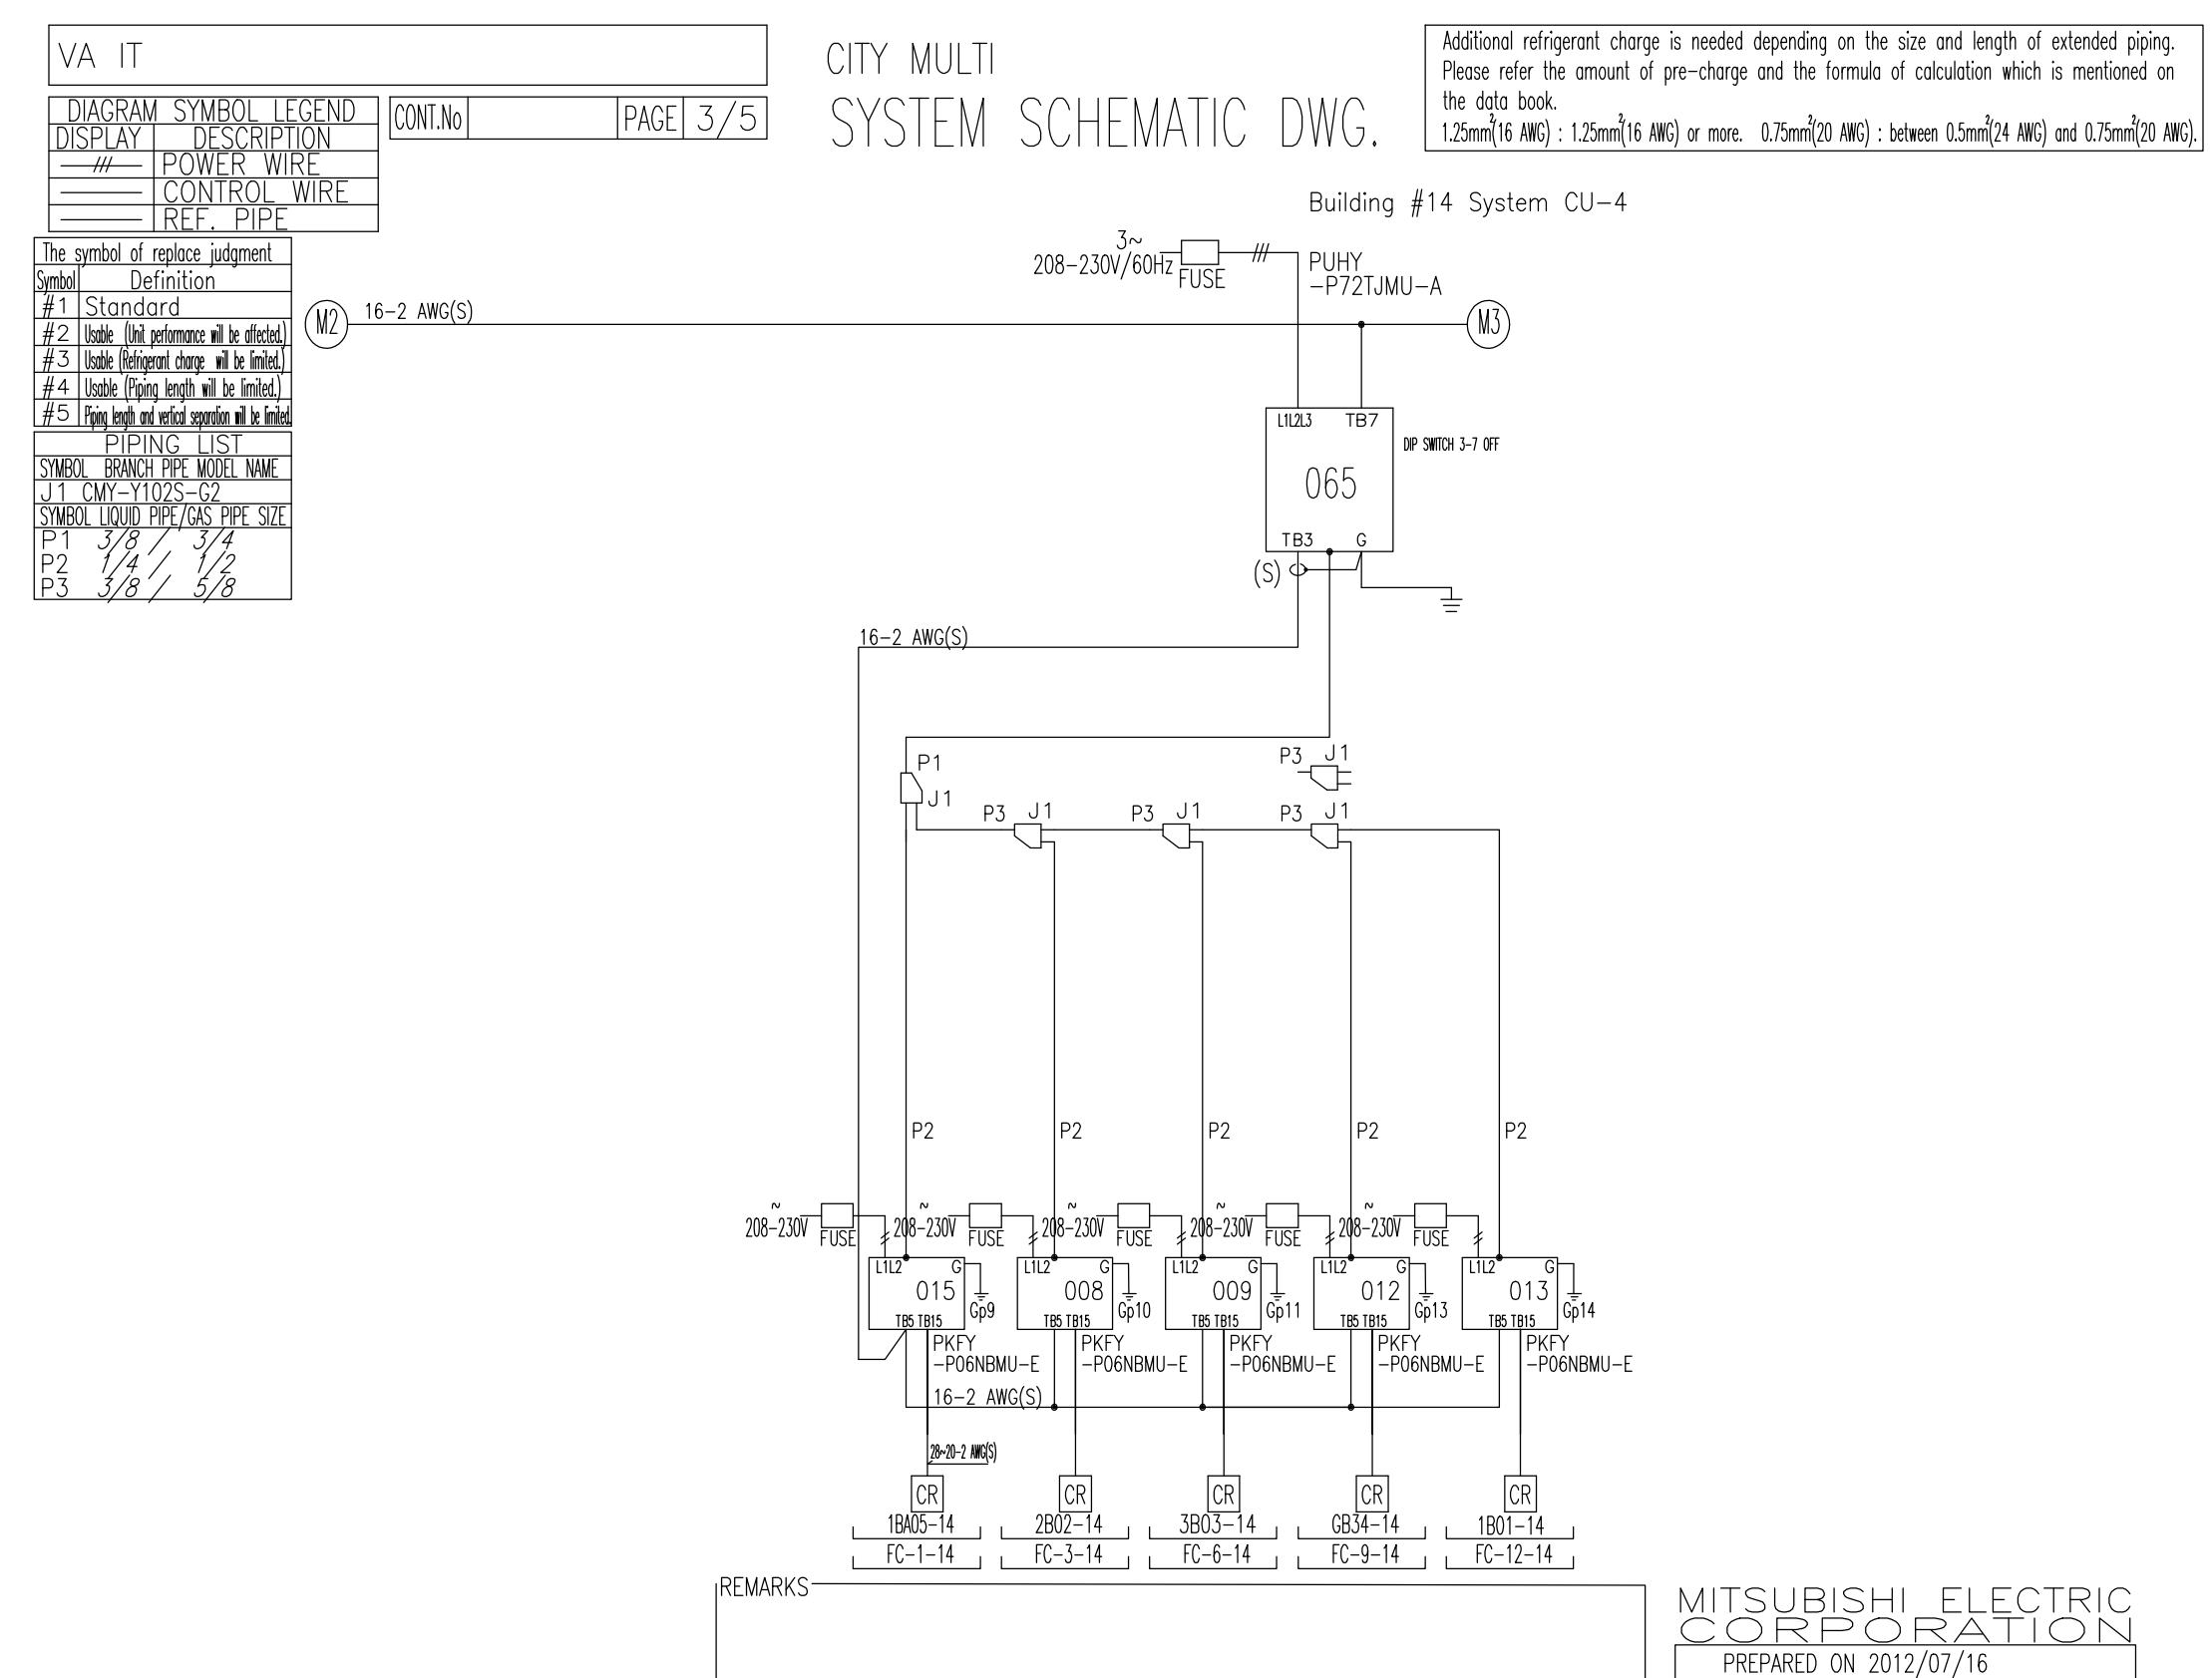 VA IT
CITY MULTI
SYSTEM SCHEMATIC DWG.
Additional refrigerant charge is needed depending on the size and length of extended piping.
Please refer the amount of pre-charge and the formula of calculation which is mentioned on
the data book.
1.25mm²(16 AWG) : 1.25mm²(16 AWG) or more. 0.75mm²(20 AWG) : between 0.5mm²(24 AWG) and 0.75mm²(20 AWG).
DIAGRAM SYMBOL LEGEND
DISPLAY DESCRIPTION
POWER WIRE
CONTROL WIRE
REF. PIPE
CONT.No PAGE 3/5
The symbol of replace judgment
Symbol Definition
#1 Standard
#2 Usable (Unit performance will be affected.)
#3 Usable (Refrigerant charge will be limited.)
#4 Usable (Piping length will be limited.)
#5 Piping length and vertical separation will be limited.
PIPING LIST
SYMBOL BRANCH PIPE MODEL NAME
J1 CMY-Y102S-G2
SYMBOL LIQUID PIPE/GAS PIPE SIZE
P1 3/8 / 3/4
P2 1/4 / 1/2
P3 3/8 / 5/8
Building #14 System CU-4
3~
208-230V/60Hz
FUSE
PUHY
-P72TJMU-A
M2 16-2 AWG(S) M3
L1L2L3 TB7
DIP SWITCH 3-7 OFF
065
TB3 G
(S)
16-2 AWG(S)
P1
J1
P3 J1
P3 J1 P3 J1 P3 J1
P2 P2 P2 P2 P2
~ ~ ~ ~ ~
208-230V 208-230V 208-230V 208-230V 208-230V
FUSE FUSE FUSE FUSE FUSE
L1L2 G L1L2 G L1L2 G L1L2 G L1L2 G
015 008 009 012 013
Gp9 Gp10 Gp11 Gp13 Gp14
TB5 TB15 TB5 TB15 TB5 TB15 TB5 TB15 TB5 TB15
PKFY PKFY PKFY PKFY PKFY
-P06NBMU-E -P06NBMU-E -P06NBMU-E -P06NBMU-E -P06NBMU-E
16-2 AWG(S)
28~20-2 AWG(S)
CR CR CR CR CR
1BA05-14 2B02-14 3B03-14 GB34-14 1B01-14
FC-1-14 FC-3-14 FC-6-14 FC-9-14 FC-12-14
REMARKS
MITSUBISHI ELECTRIC
CORPORATION
PREPARED ON 2012/07/16